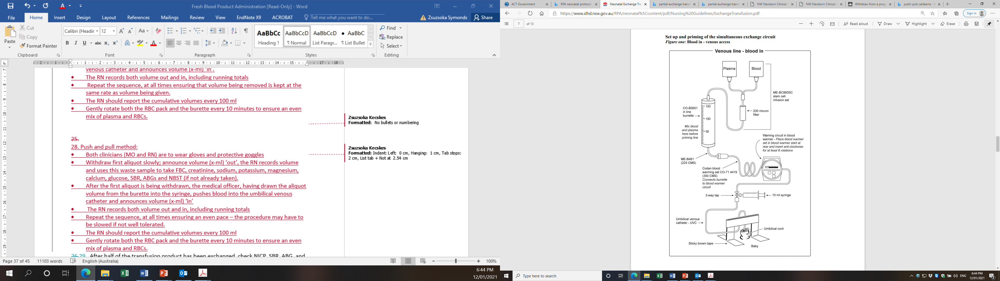 Fresh Blood Product Administration [Read-Only] - Word
File Home Insert Design Layout References Mailings Review View EndNote X9 ACROBAT Tell me what you want to do... Zsuzsoka Symonds Share
Paste
Cut
Copy
Format Painter
Calibri (Headir 12
AaBbCc AaBbCcD AaBbCcD AaBbC
Heading 1 ¶ Normal List Paragr... ¶ List Bullet
Find
Replace
Select
Clipboard Font Paragraph Styles Editing
venous catheter and announces volume (x-ml) 'in'.
• The RN records both volume out and in, including running totals
• Repeat the sequence, at all times ensuring that volume being removed is kept at the
same rate as volume being given.
• The RN should report the cumulative volumes every 100 ml
• Gently rotate both the RBC pack and the burette every 10 minutes to ensure an even
mix of plasma and RBCs.
Zsuzsoka Kecskes
Formatted: No bullets or numbering
25.
28. Push and pull method:
• Both clinicians (MO and RN) are to wear gloves and protective goggles
• Withdraw first aliquot slowly; announce volume (x-ml) ‘out’, the RN records volume
and uses this waste sample to take FBC, creatinine, sodium, potassium, magnesium,
calcium, glucose, SBR, ABGs and NBST (if not already taken).
• After the first aliquot is being withdrawn, the medical officer, having drawn the aliquot
volume from the burette into the syringe, pushes blood into the umbilical venous
catheter and announces volume (x-ml) ‘in’
• The RN records both volume out and in, including running totals
• Repeat the sequence, at all times ensuring an even pace – the procedure may have to
be slowed if not well tolerated.
• The RN should report the cumulative volumes every 100 ml
• Gently rotate both the RBC pack and the burette every 10 minutes to ensure an even
mix of plasma and RBCs.
26 29. After half of the transfusion product has been exchanged, check NICP, SBR, ABG, and
Zsuzsoka Kecskes
Formatted: Indent: Left: 0 cm, Hanging: 1 cm, Tab stops:
2 cm, List tab + Not at 2.54 cm
Page 37 of 45 11103 words English (Australia) 100%
6:44 PM
12/01/2021
ACT Government
RPA neonatal protocol
Neonatal Exchange Tra
partial exchange transf
partial exchange transf
NW Newborn Clinical
NW Newborn Clinical
Withdraw from a prog
justin pick canberra -
https://www.slhd.nsw.gov.au/RPA/neonatal%5Ccontent/pdf/Nursing%20Guidelines/ExchangeTransfusion.pdf
Sign in
7 of 13 Read aloud Draw Highlight Erase
Set up and priming of the simultaneous exchange circuit
Figure one: Blood in - venous access
Venous line - blood in
Plasma
Blood
ME-BC860SC
stem cell
infusion set
CO-B5651
in line
burrette
150
100
50
200 micron
filter
Mix blood
and plasma
here before
priming line
Warning circuit in blood
warmer - Place blood warmer
set in blood warmer start at
rear and insert anti-clockwise
for at least 6 rotations
ME-B481
(225 CMS)
Codan blood
warming set CO-71.4419
(350 CMS)
Connects burrette
to blood warmer
circuit
3-way tap
10 ml syringe
Umbilical venous
catheter - UVC
Umbilical cord
Sticky brown tape
Baby
Type here to search
ENG
6:44 PM
12/01/2021